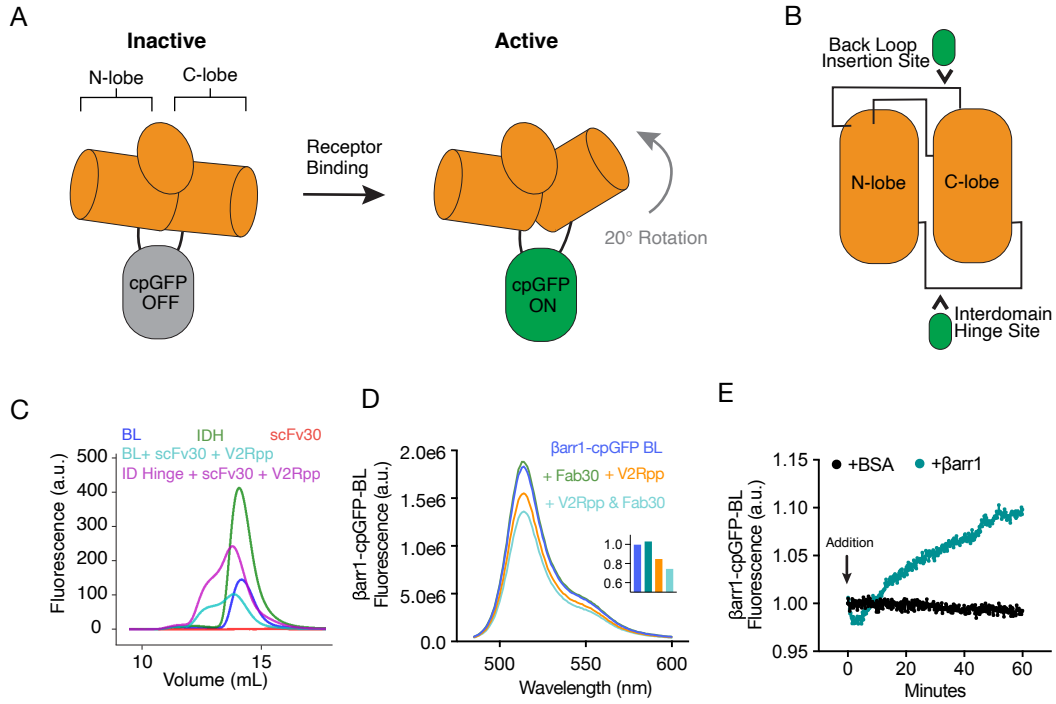 A
Inactive
Active
N-lobe
C-lobe
Receptor
Binding
20° Rotation
cpGFP
OFF
cpGFP
ON
B
Back Loop
Insertion Site
N-lobe
C-lobe
Interdomain
Hinge Site
C
BL
IDH
scFv30
BL+ scFv30 + V2Rpp
ID Hinge + scFv30 + V2Rpp
500
400
300
200
100
0
Fluorescence (a.u.)
10
15
Volume (mL)
D
βarr1-cpGFP BL
+ Fab30
+ V2Rpp
+ V2Rpp & Fab30
2.0e6
1.5e6
1.0e6
5.0e6
0.0
βarr1-cpGFP-BL
Fluorescence (a.u.)
1.0
0.8
0.6
500
550
600
Wavelength (nm)
E
+BSA
+βarr1
1.15
1.10
1.05
1.00
0.95
βarr1-cpGFP-BL
Fluorescence (a.u.)
Addition
0
20
40
60
Minutes